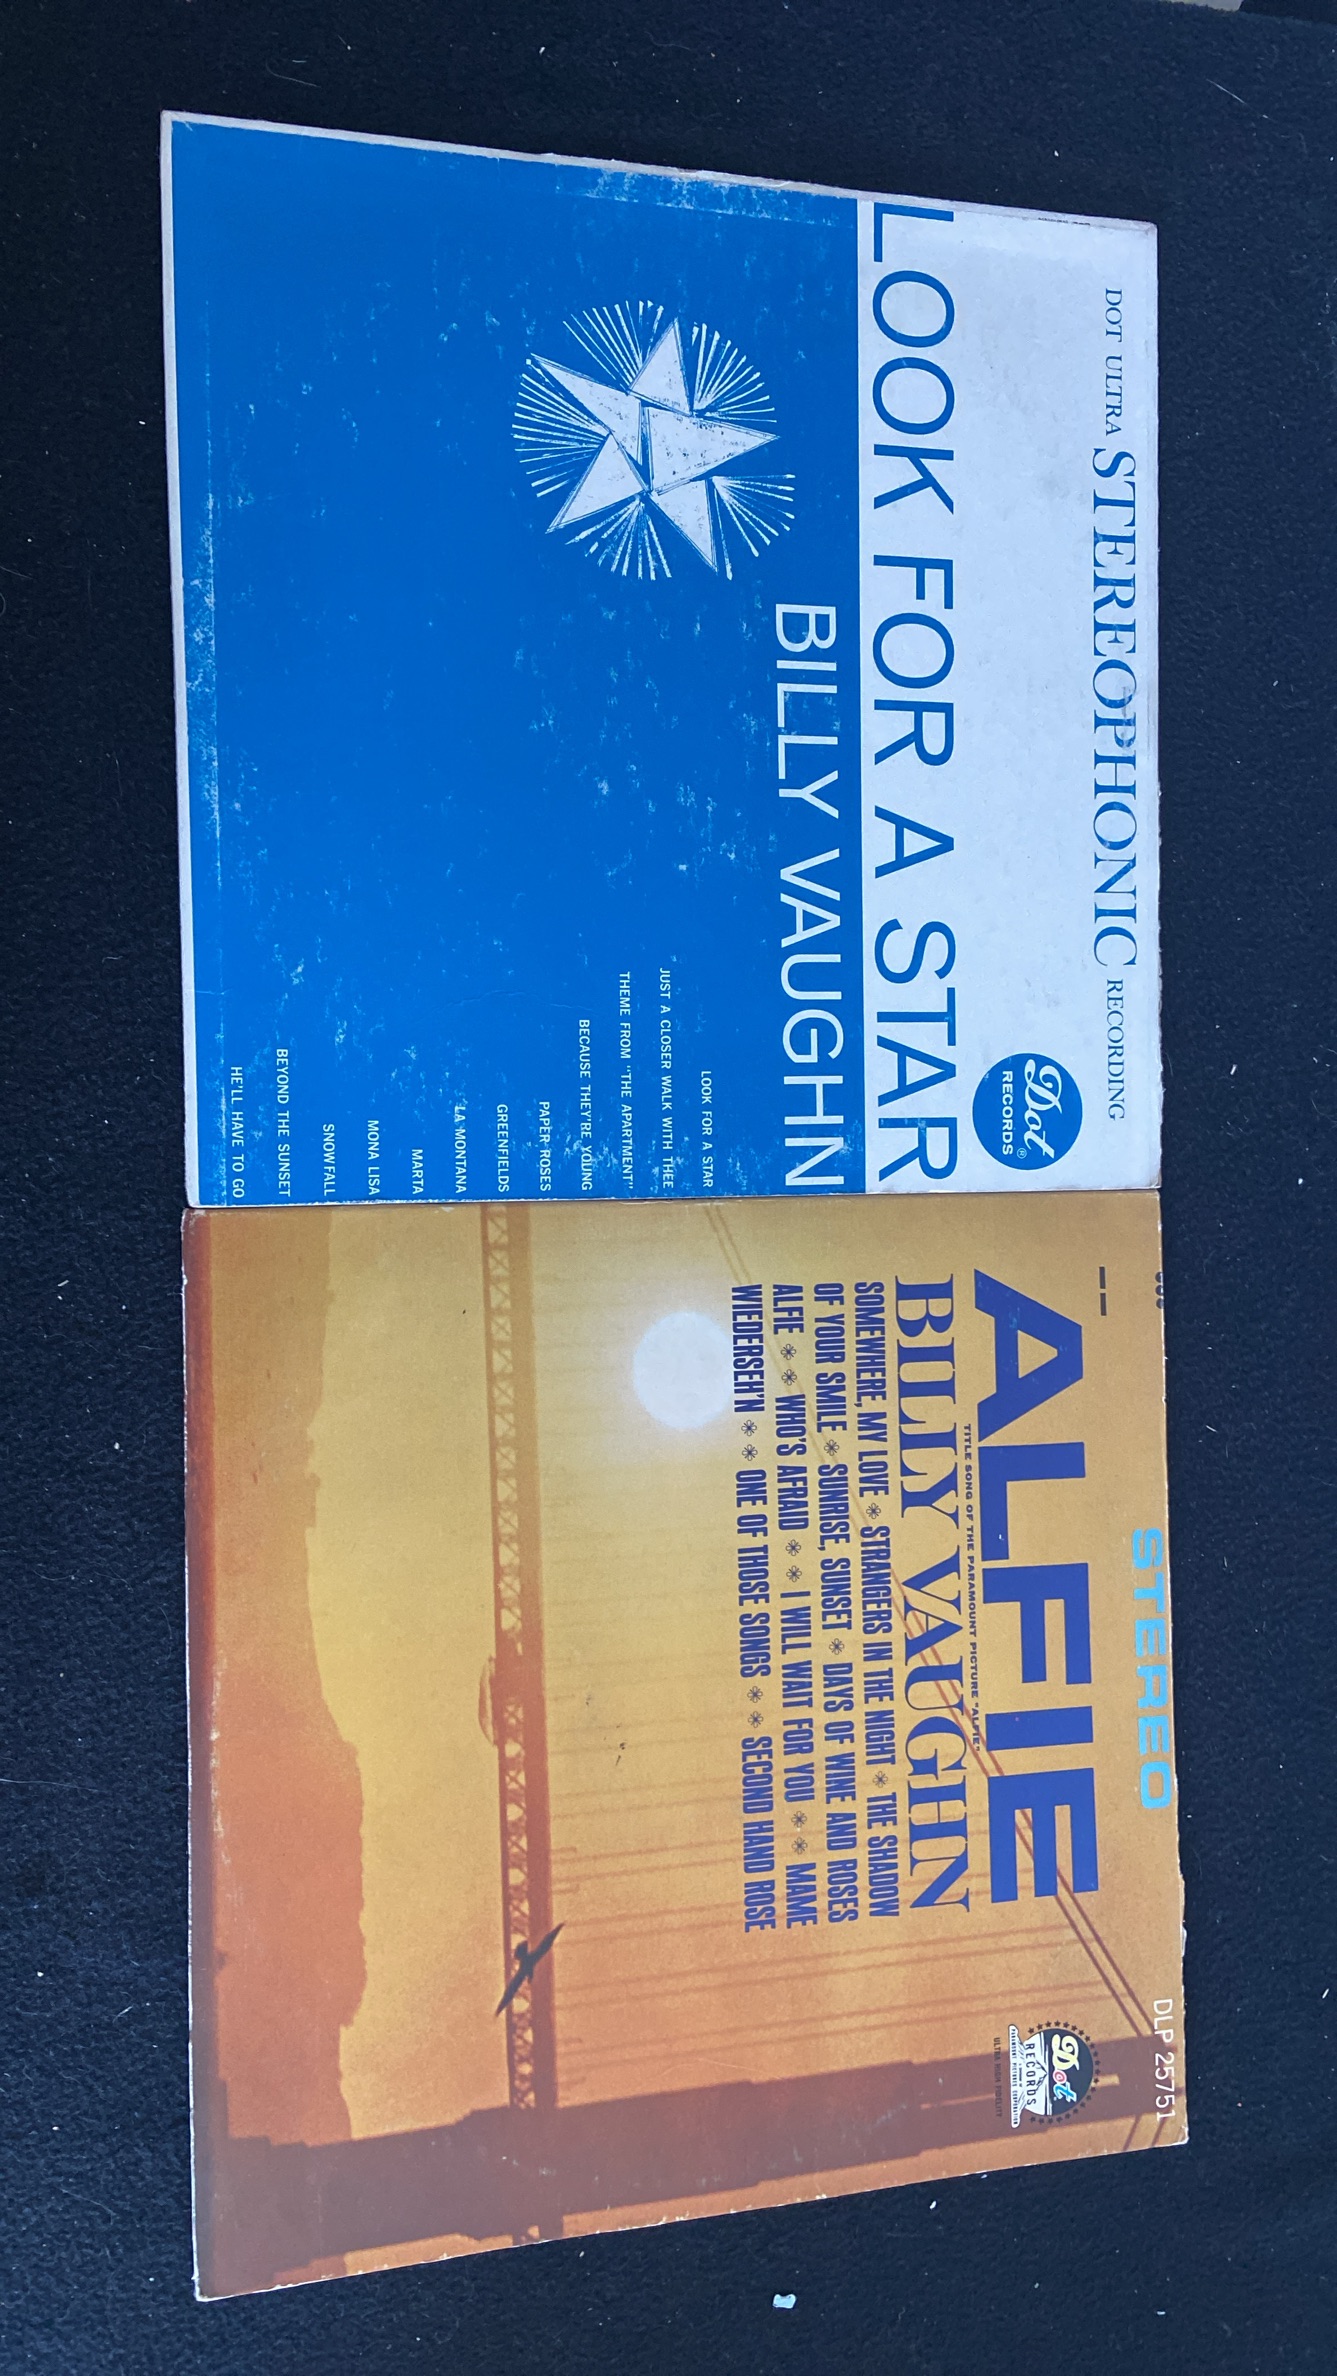 DOT ULTRA STEREOPHONIC RECORDING
Dot®
RECORDS
LOOK FOR A STAR
BILLY VAUGHN
LOOK FOR A STAR
JUST A CLOSER WALK WITH THEE
THEME FROM "THE APARTMENT"
BECAUSE THEY'RE YOUNG
PAPER ROSES
GREENFIELDS
LA MONTANA
MARTA
MONA LISA
SNOWFALL
BEYOND THE SUNSET
HE'LL HAVE TO GO
STEREO
DLP 25751
ALFIE
TITLE SONG OF THE PARAMOUNT PICTURE "ALFIE"
BILLY VAUGHN
SOMEWHERE, MY LOVE * STRANGERS IN THE NIGHT * THE SHADOW
OF YOUR SMILE * SUNRISE, SUNSET * DAYS OF WINE AND ROSES
ALFIE * * WHO'S AFRAID * * I WILL WAIT FOR YOU * * MAME
WIEDERSEH'N * * ONE OF THOSE SONGS * * SECOND HAND ROSE
Dot
RECORDS
ULTRA HIGH FIDELITY